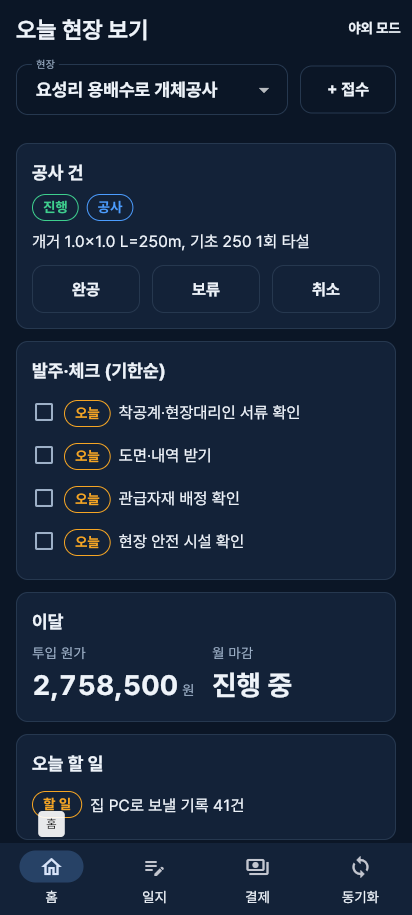 오늘 현장 보기
야외 모드
현장
요성리 용배수로 개체공사
+ 접수
공사 건
진행
공사
개거 1.0×1.0 L=250m, 기초 250 1회 타설
완공
보류
취소
발주·체크 (기한순)
오늘 착공계·현장대리인 서류 확인
오늘 도면·내역 받기
오늘 관급자재 배정 확인
오늘 현장 안전 시설 확인
이달
투입 원가
월 마감
2,758,500 원
진행 중
오늘 할 일
할 일 집 PC로 보낼 기록 41건
홈
홈
일지
결제
동기화